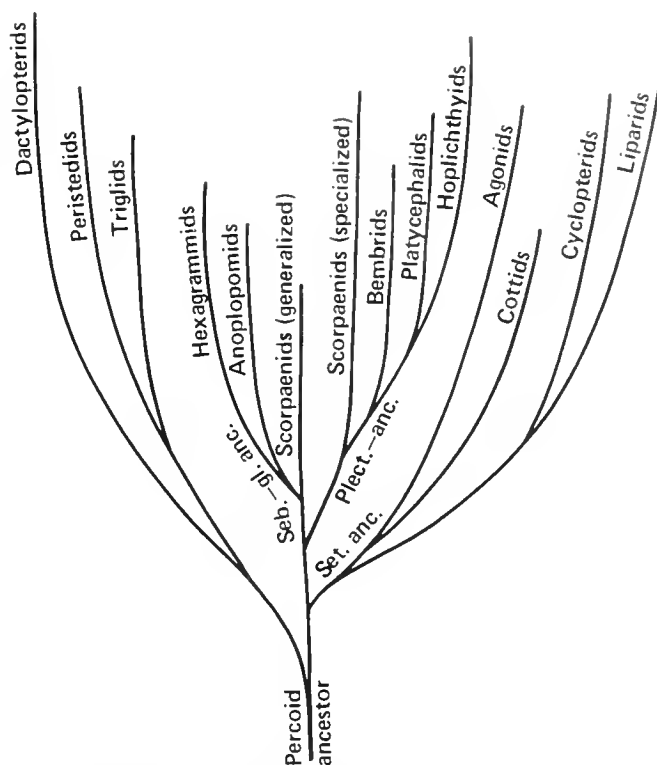 Dactylopterids
Peristedids
Triglids
Hexagrammids
Anoplopomids
Scorpaenids (generalized)
Scorpaenids (specialized)
Bembrids
Platycephalids
Hoplichthyids
Agonids
Cottids
Cyclopterids
Liparids
Seb.—gl. anc.
Plect.—anc.
Set. anc.
Percoid
ancestor